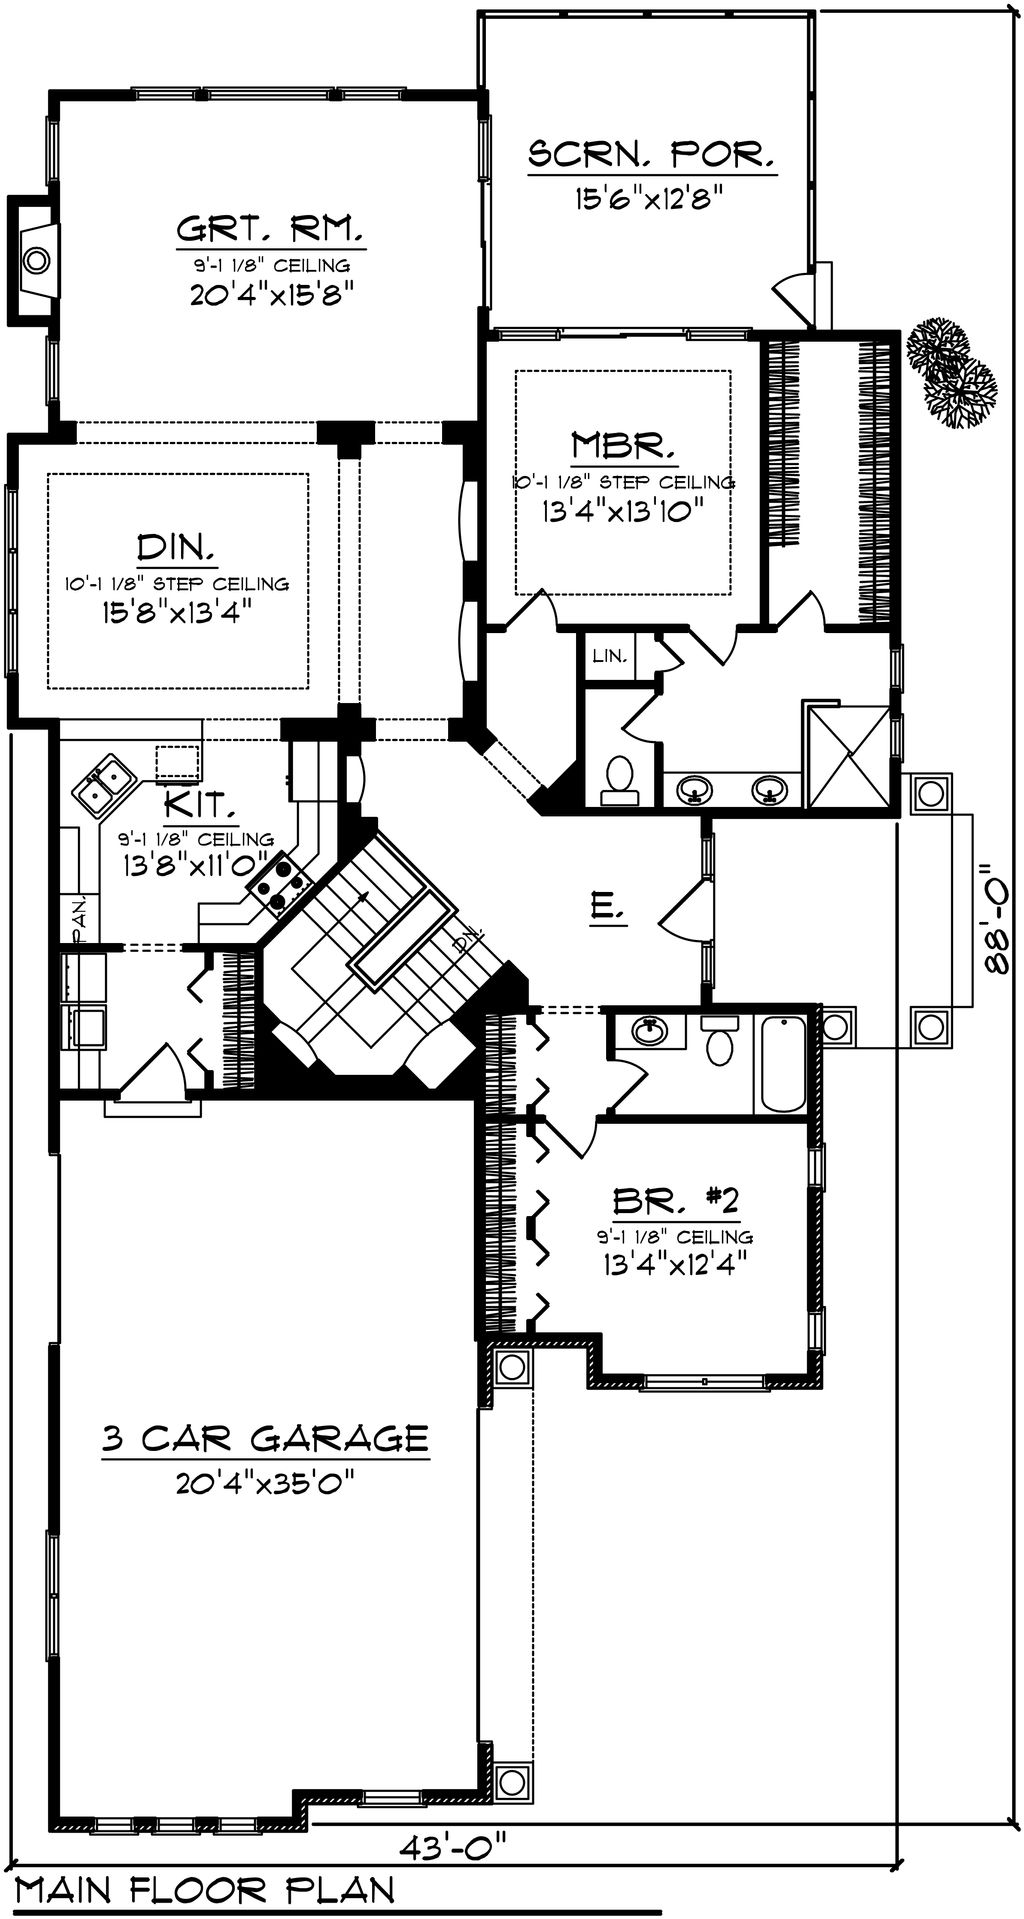 SCRN. POR.
15'6"x12'8"
GRT. RM.
9'-1 1/8" CEILING
20'4"x15'8"
MBR.
10'-1 1/8" STEP CEILING
13'4"x13'10"
DIN.
10'-1 1/8" STEP CEILING
15'8"x13'4"
LIN.
KIT.
9'-1 1/8" CEILING
13'8"x11'0"
PAN.
E.
DN.
88'-0"
BR. #2
9'-1 1/8" CEILING
13'4"x12'4"
3 CAR GARAGE
20'4"x35'0"
43'-0"
MAIN FLOOR PLAN